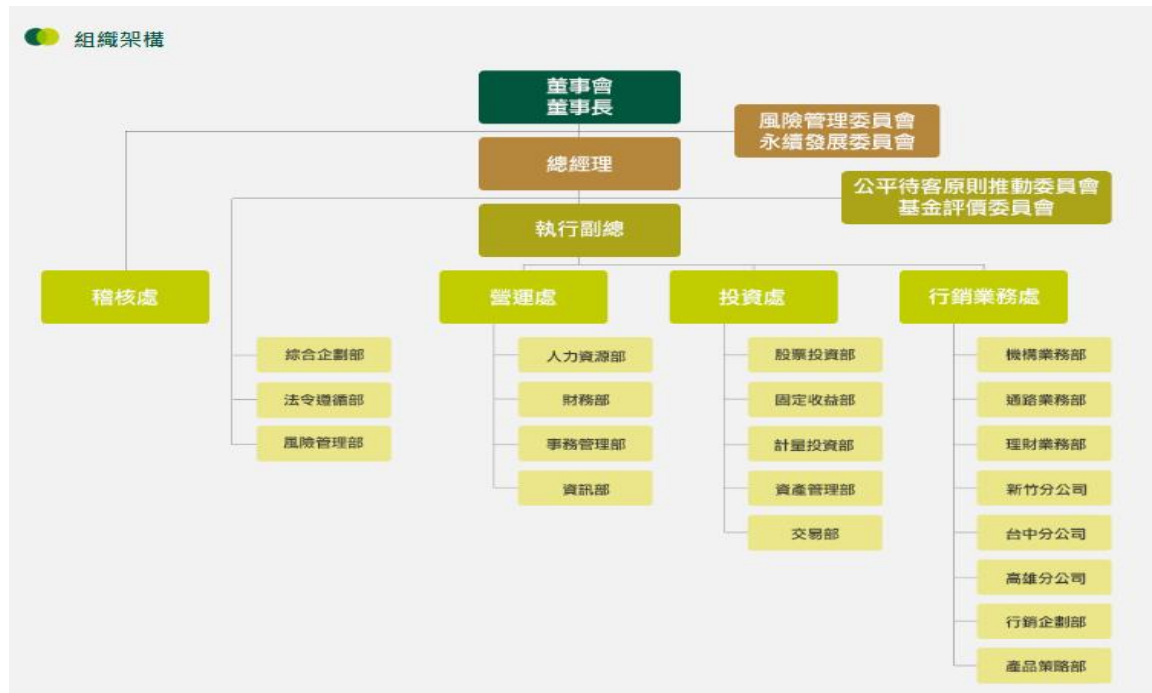 組織架構
董事會
董事長
風險管理委員會
永續發展委員會
總經理
公平待客原則推動委員會
基金評價委員會
執行副總
稽核處
營運處
投資處
行銷業務處
綜合企劃部
法令遵循部
風險管理部
人力資源部
財務部
事務管理部
資訊部
股票投資部
固定收益部
計量投資部
資產管理部
交易部
機構業務部
通路業務部
理財業務部
新竹分公司
台中分公司
高雄分公司
行銷企劃部
產品策略部